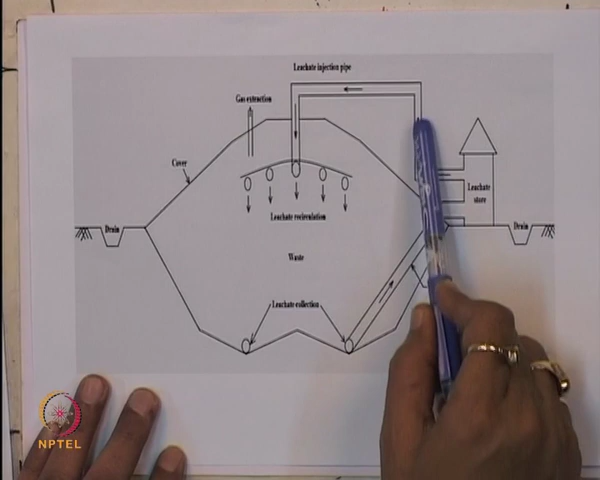 Leachate injection pipe
Gas extraction
Cover
Leachate
store
Leachate recirculation
Drain
Drain
Waste
Leachate collection
NPTEL